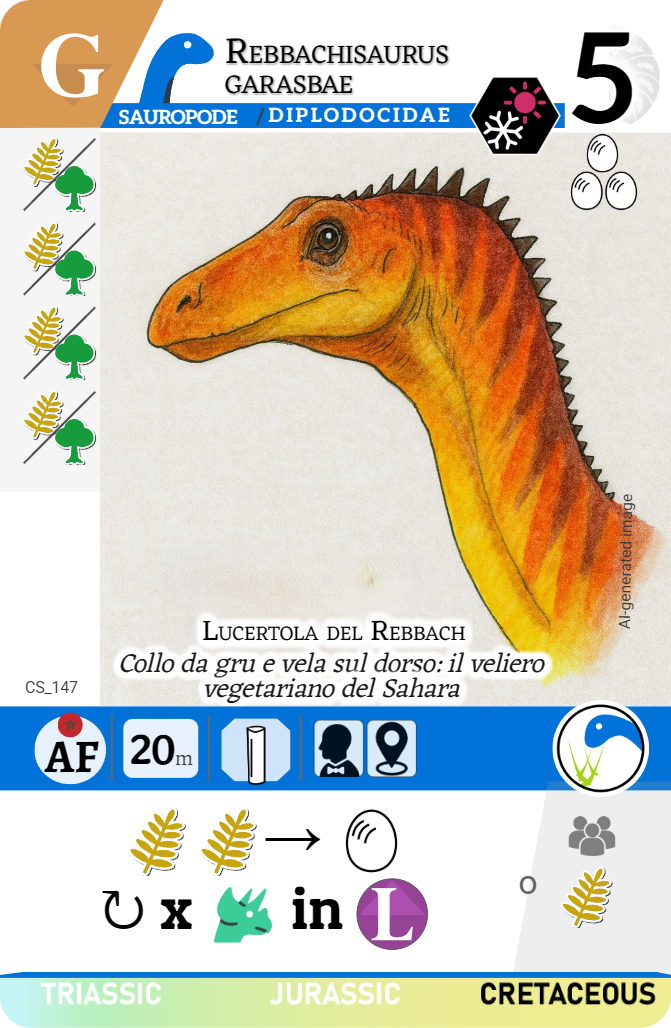 G
Rebbachisaurus
garasbae
5
SAUROPODE / DIPLODOCIDAE
AI-generated image
Lucertola del Rebbach
Collo da gru e vela sul dorso: il veliero
vegetariano del Sahara
CS_147
AF
20m
o
x in L
TRIASSIC JURASSIC CRETACEOUS